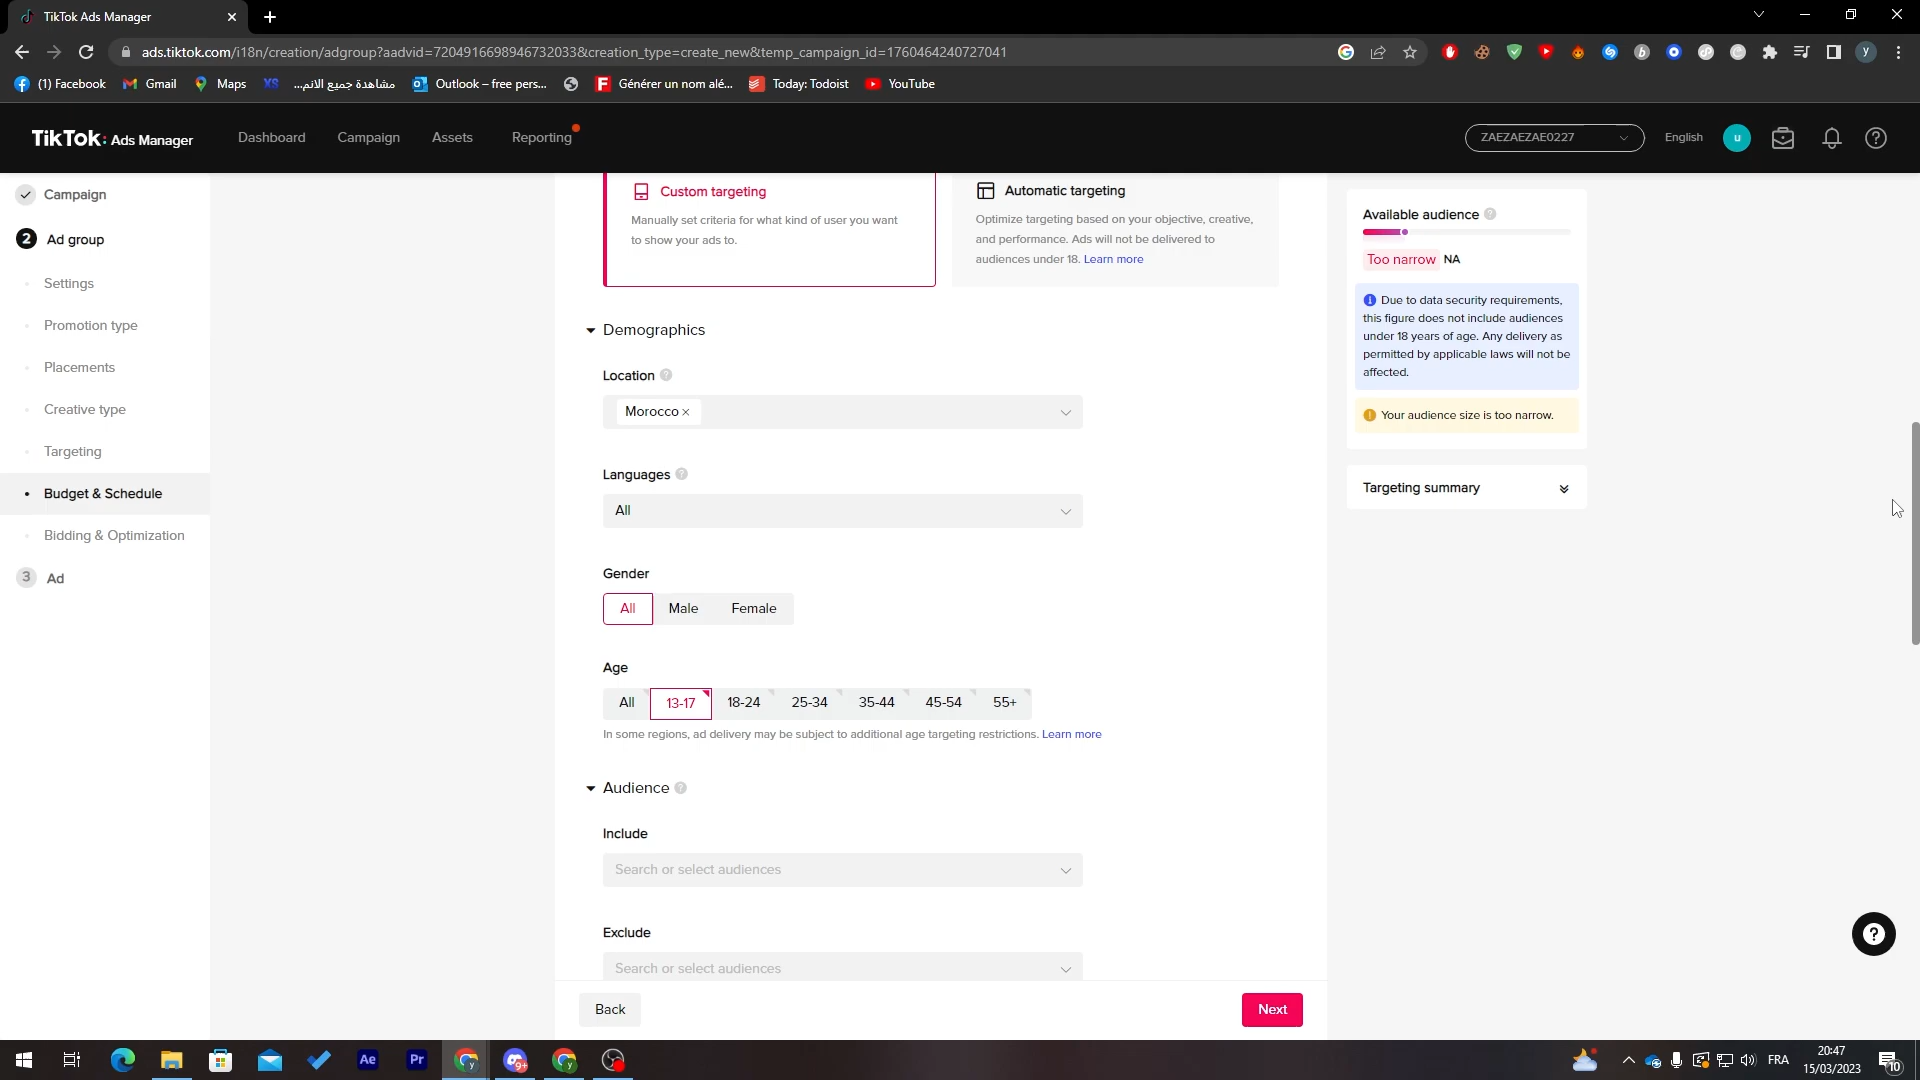 TikTok Ads Manager
ads.tiktok.com/i18n/creation/adgroup?aadvid=7204916698946732033&creation_type=create_new&temp_campaign_id=1760464240727041
(1) Facebook
Gmail
Maps
XS
مشاهدة جميع الانم...
Outlook – free pers...
Générer un nom alé...
Today: Todoist
YouTube
TikTok: Ads Manager
Dashboard
Campaign
Assets
Reporting
ZAEZAEZAE0227
English
u
Campaign
2 Ad group
Settings
Promotion type
Placements
Creative type
Targeting
Budget & Schedule
Bidding & Optimization
3 Ad
Custom targeting
Manually set criteria for what kind of user you want
to show your ads to.
Automatic targeting
Optimize targeting based on your objective, creative,
and performance. Ads will not be delivered to
audiences under 18. Learn more
Demographics
Location
Morocco ×
Languages
All
Gender
All Male Female
Age
All 13-17 18-24 25-34 35-44 45-54 55+
In some regions, ad delivery may be subject to additional age targeting restrictions. Learn more
Audience
Include
Search or select audiences
Exclude
Search or select audiences
Back
Next
Available audience
Too narrow NA
Due to data security requirements,
this figure does not include audiences
under 18 years of age. Any delivery as
permitted by applicable laws will not be
affected.
Your audience size is too narrow.
Targeting summary
?
Ae
Pr
9+
FRA
20:47
15/03/2023
10